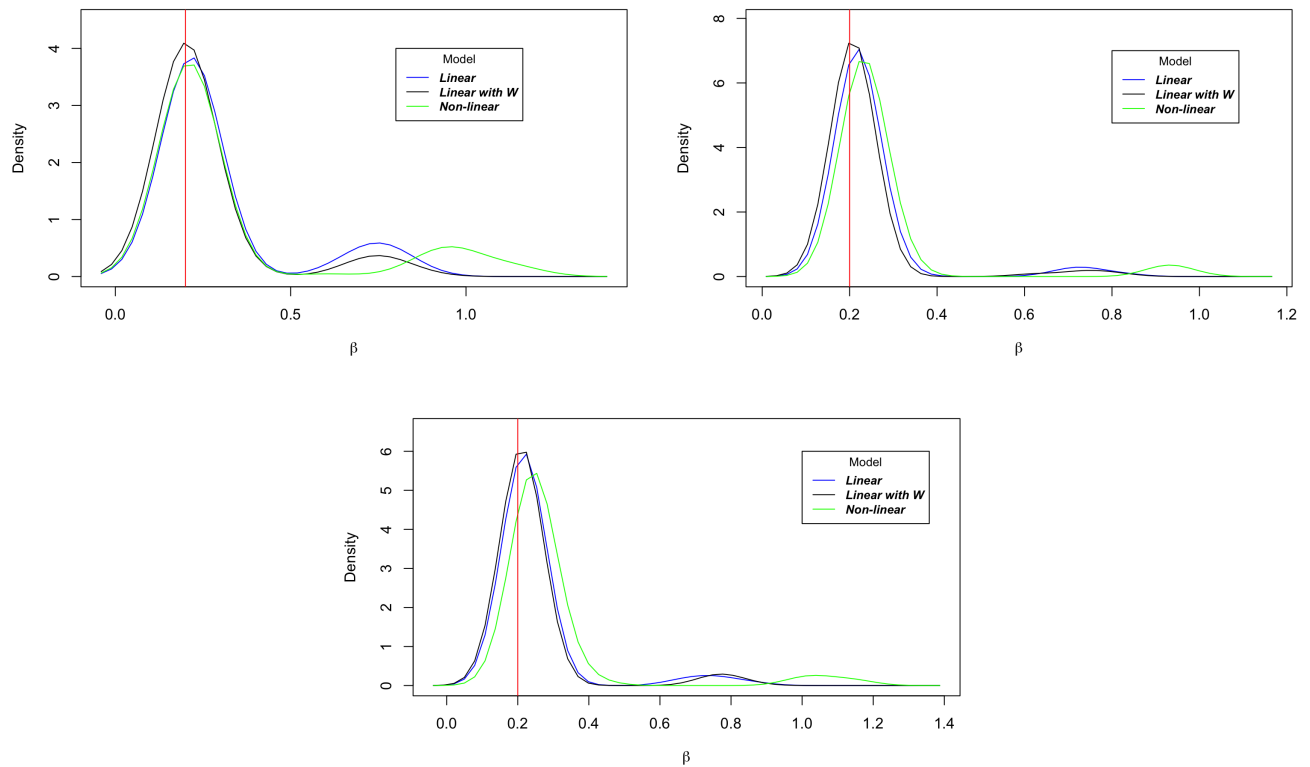 Density
4
3
2
1
0
0.0 0.5 1.0
β
Model
Linear
Linear with W
Non-linear
Density
8
6
4
2
0
0.0 0.2 0.4 0.6 0.8 1.0 1.2
β
Model
Linear
Linear with W
Non-linear
Density
6
5
4
3
2
1
0
0.0 0.2 0.4 0.6 0.8 1.0 1.2 1.4
β
Model
Linear
Linear with W
Non-linear